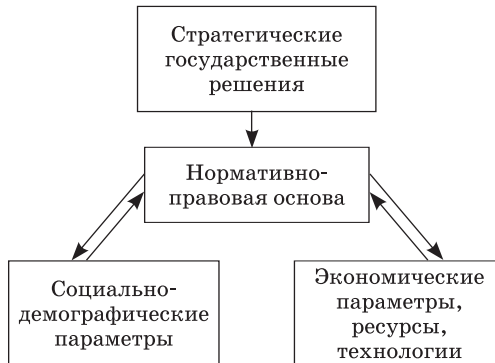 Стратегические
государственные
решения
Нормативно-
правовая основа
Социально-
демографические
параметры
Экономические
параметры,
ресурсы,
технологии